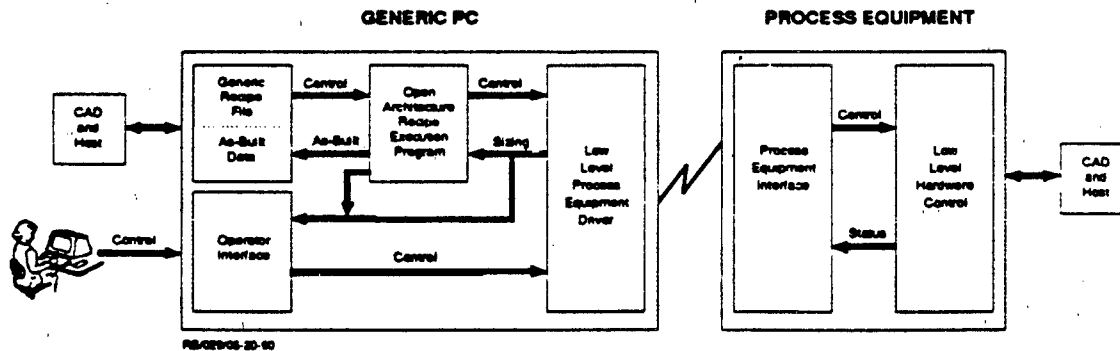 GENERIC PC
PROCESS EQUIPMENT
CAD
and
Host
Generic
Recipe
File
As-Built
Data
Control
As-Built
Open
Architecture
Recipe
Execution
Program
Control
Sizing
Low
Level
Process
Equipment
Driver
Control
Operator
Interface
Control
Process
Equipment
Interface
Control
Status
Low
Level
Hardware
Control
CAD
and
Host